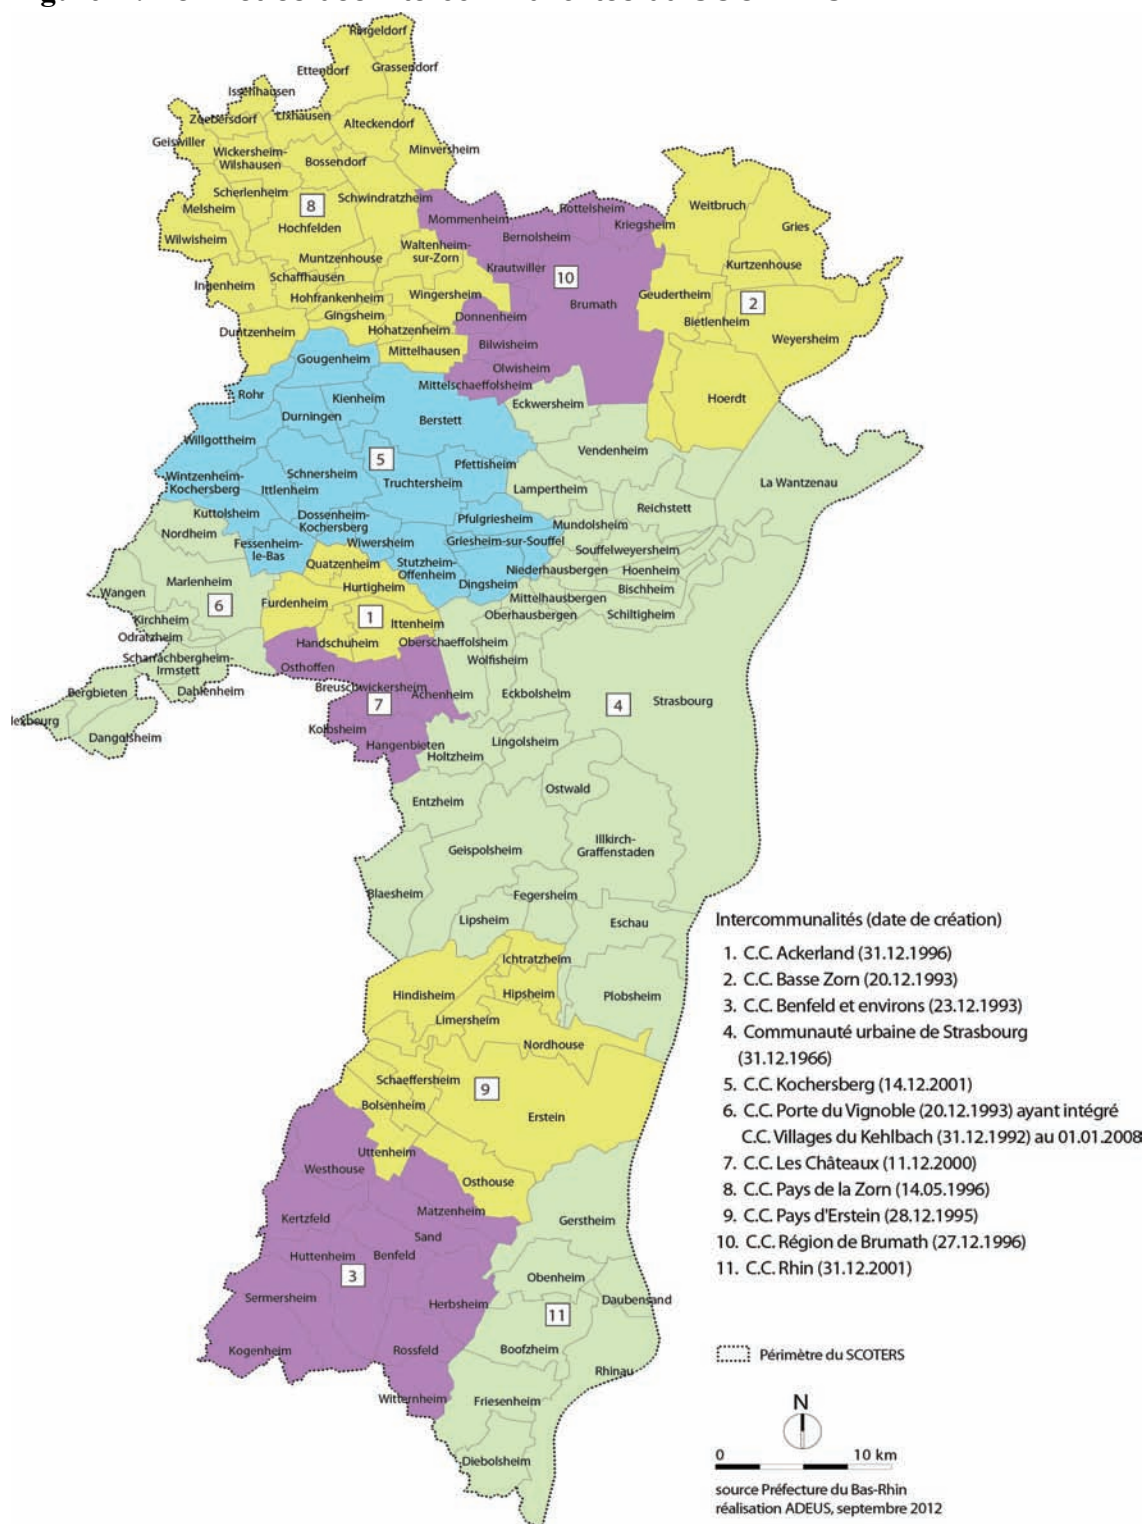 Ringeldorf
Ettendorf
Grassendorf
Issenhausen
Zoebersdorf
Lixhausen
Alteckendorf
Geiswiller
Wickersheim-
Wilshausen
Bossendorf
Minversheim
Scherlenheim
8
Schwindratzheim
Melsheim
Hochfelden
Wilwisheim
Waltenheim-
sur-Zorn
Muntzenhouse
Schaffhausen
Ingenheim
Hohfrankenheim
Wingersheim
Gingsheim
Duntzenheim
Hohatzenheim
Mittelhausen
Mommenheim
Rottelsheim
Bernolsheim
Kriegsheim
Krautwiller
10
Brumath
Donnenheim
Bilwisheim
Olwisheim
Mittelschaeffolsheim
Weitbruch
Gries
Kurtzenhouse
Geudertheim
2
Bietlenheim
Weyersheim
Hoerdt
Gougenheim
Rohr
Kienheim
Durningen
Berstett
Willgottheim
5
Pfettisheim
Wintzenheim-
Kochersberg
Schnersheim
Truchtersheim
Ittlenheim
Kuttolsheim
Dossenheim-
Kochersberg
Pfulgriesheim
Fessenheim-
le-Bas
Wiwersheim
Griesheim-sur-Souffel
Stutzheim-
Offenheim
Dingsheim
Eckwersheim
Vendenheim
La Wantzenau
Lampertheim
Reichstett
Mundolsheim
Souffelweyersheim
Niederhausbergen
Hoenheim
Bischheim
Mittelhausbergen
Oberhausbergen
Schiltigheim
Nordheim
Marlenheim
Wangen
6
Kirchheim
Odratzheim
Scharrachbergheim-
Irmstett
Bergbieten
Dahlenheim
Dangolsheim
Quatzenheim
Hurtigheim
Furdenheim
1
Ittenheim
Handschuheim
Oberschaeffolsheim
Osthoffen
Breuschwickersheim
Achenheim
7
Kolbsheim
Hangenbieten
Wolfisheim
Eckbolsheim
4
Strasbourg
Lingolsheim
Holtzheim
Ostwald
Entzheim
Illkirch-
Graffenstaden
Geispolsheim
Blaesheim
Fegersheim
Lipsheim
Eschau
Plobsheim
Ichtratzheim
Hindisheim
Hipsheim
Limersheim
Nordhouse
Schaeffersheim
9
Bolsenheim
Erstein
Uttenheim
Osthouse
Westhouse
Matzenheim
Kertzfeld
Sand
Huttenheim
Benfeld
3
Sermersheim
Herbsheim
Kogenheim
Rossfeld
Witternheim
Gerstheim
Obenheim
Daubensand
11
Boofzheim
Rhinau
Friesenheim
Diebolsheim
Intercommunalités (date de création)
1. C.C. Ackerland (31.12.1996)
2. C.C. Basse Zorn (20.12.1993)
3. C.C. Benfeld et environs (23.12.1993)
4. Communauté urbaine de Strasbourg
(31.12.1966)
5. C.C. Kochersberg (14.12.2001)
6. C.C. Porte du Vignoble (20.12.1993) ayant intégré
C.C. Villages du Kehlbach (31.12.1992) au 01.01.2008
7. C.C. Les Châteaux (11.12.2000)
8. C.C. Pays de la Zorn (14.05.1996)
9. C.C. Pays d'Erstein (28.12.1995)
10. C.C. Région de Brumath (27.12.1996)
11. C.C. Rhin (31.12.2001)
Périmètre du SCOTERS
N
0 10 km
source Préfecture du Bas-Rhin
réalisation ADEUS, septembre 2012